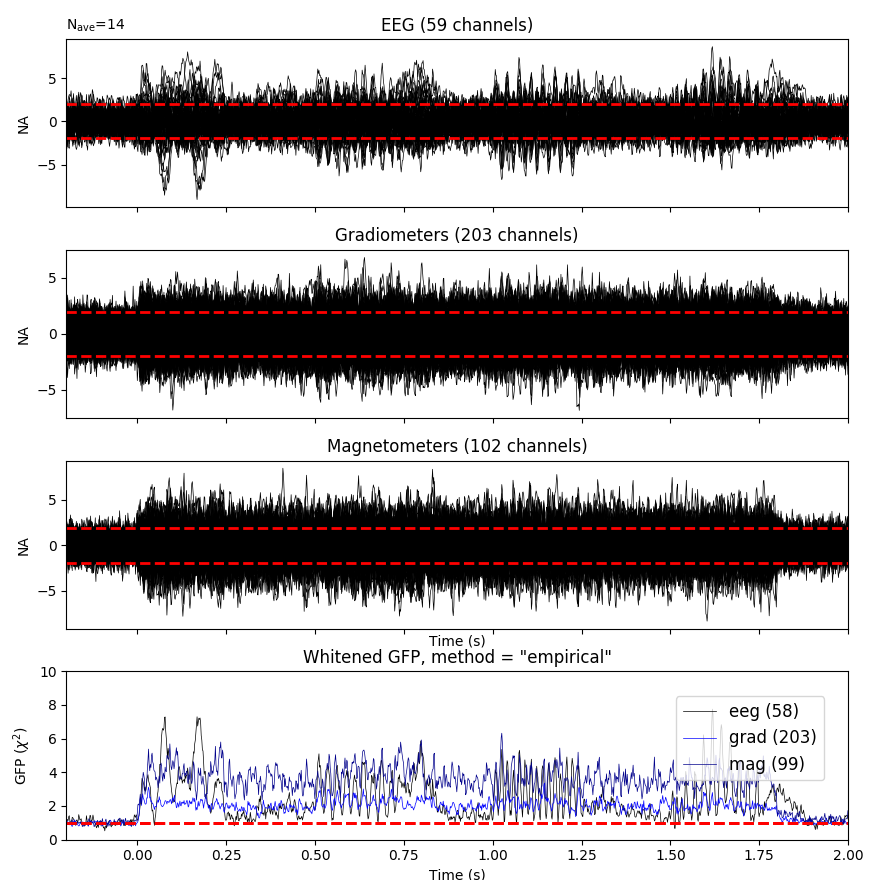 N_ave=14
EEG (59 channels)
5
0
−5
NA
Gradiometers (203 channels)
5
0
−5
NA
Magnetometers (102 channels)
5
0
−5
NA
Time (s)
Whitened GFP, method = "empirical"
10
8
6
4
2
0
GFP (χ²)
eeg (58)
grad (203)
mag (99)
0.00 0.25 0.50 0.75 1.00 1.25 1.50 1.75 2.00
Time (s)